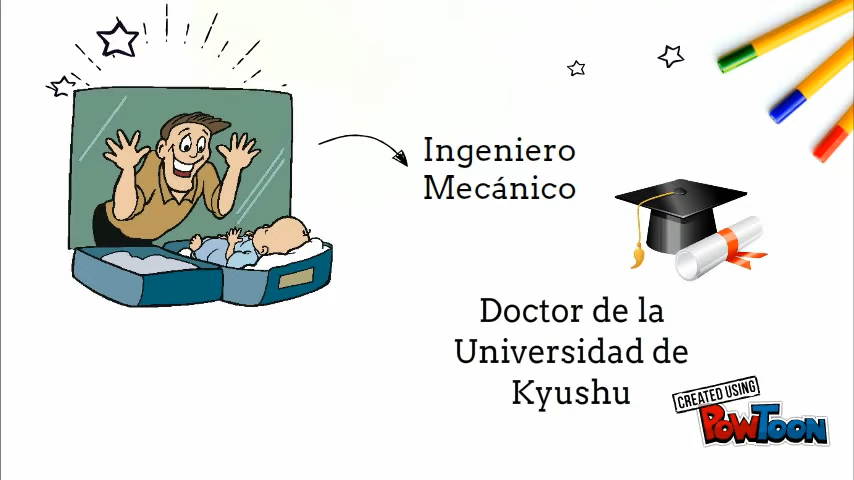 Ingeniero
Mecánico
Doctor de la
Universidad de
Kyushu
CREATED USING
PowToon